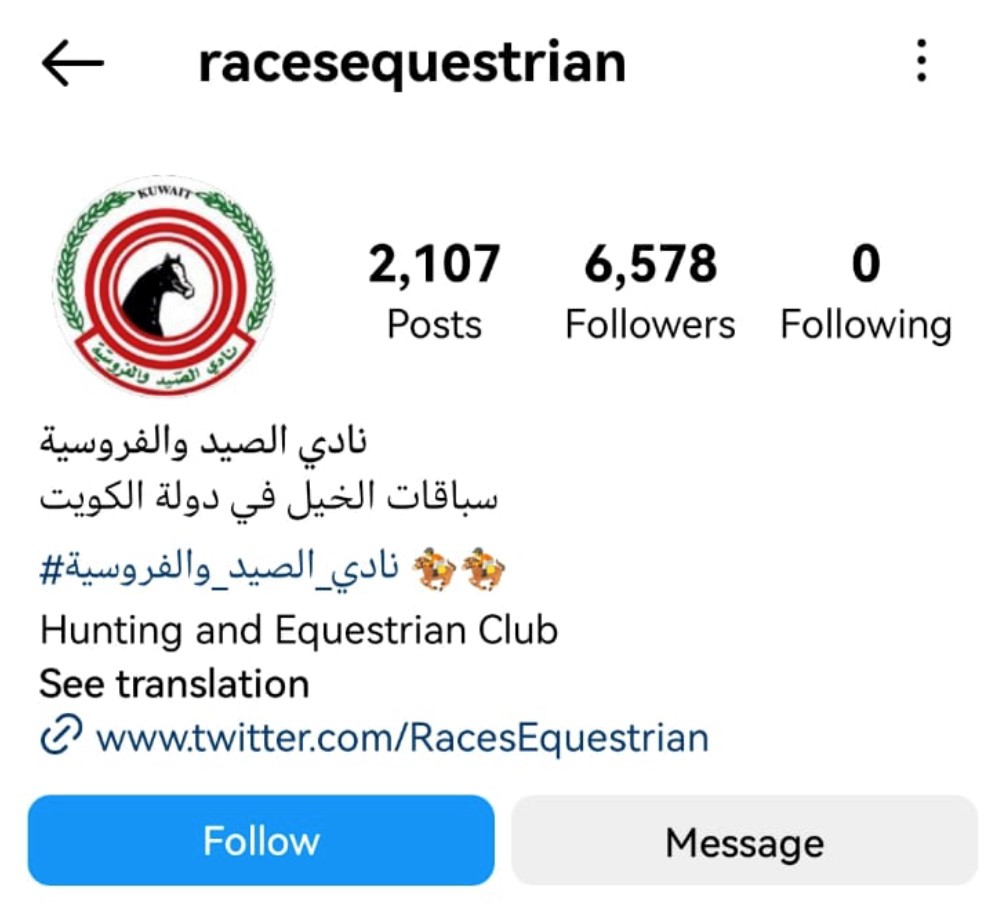 racesequestrian
KUWAIT
نادي الصيد والفروسية
2,107
6,578
0
Posts
Followers
Following
نادي الصيد والفروسية
سباقات الخيل في دولة الكويت
#نادي_الصيد_والفروسية 🏇🏇
Hunting and Equestrian Club
See translation
www.twitter.com/RacesEquestrian
Follow
Message